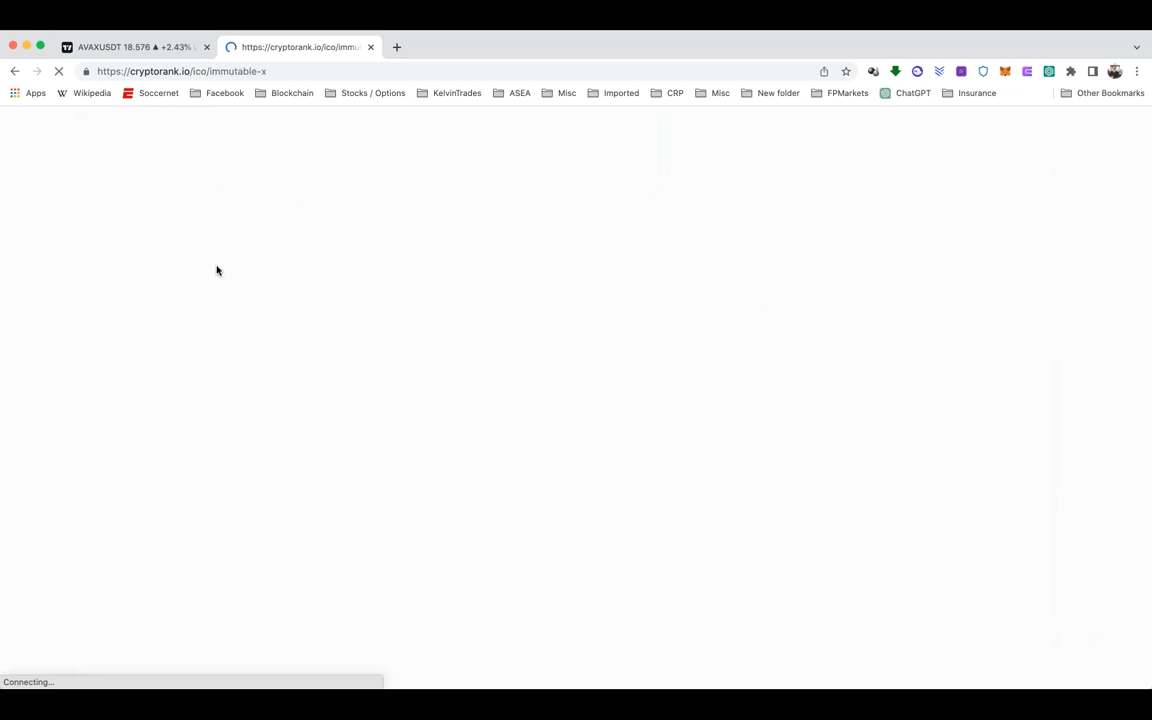 AVAXUSDT 18.576 ▲ +2.43%
https://cryptorank.io/ico/immu
https://cryptorank.io/ico/immutable-x
Apps Wikipedia Soccernet Facebook Blockchain Stocks / Options KelvinTrades ASEA Misc Imported CRP Misc New folder FPMarkets ChatGPT Insurance Other Bookmarks
Connecting...